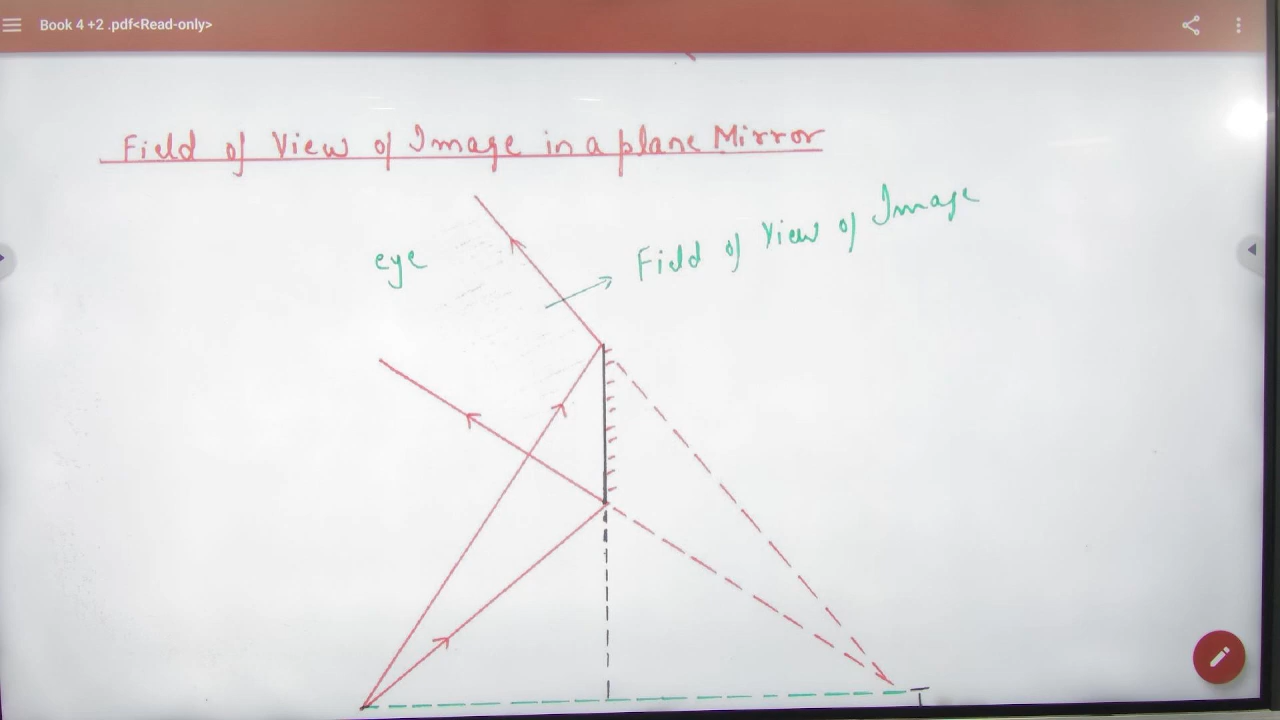 Book 4 +2 .pdf<Read-only>
Field of View of Image in a plane Mirror
eye
Field of View of Image
I